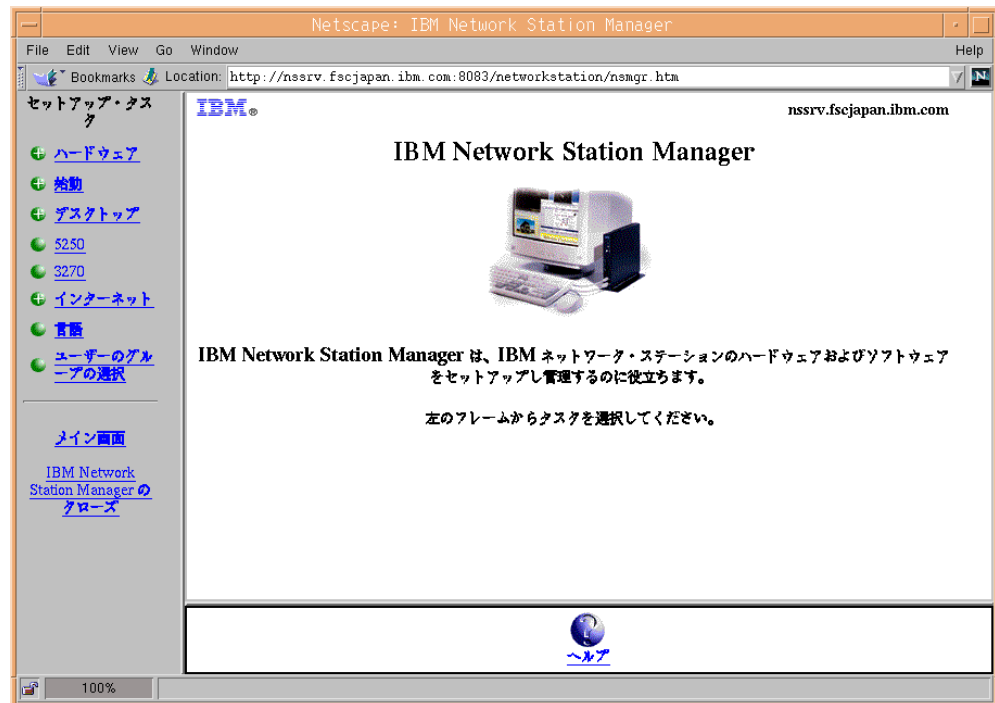 Netscape: IBM Network Station Manager
File Edit View Go Window Help
Bookmarks Location: http://nssrv.fscjapan.ibm.com:8083/networkstation/nsmgr.htm
セットアップ・タス
ク
ハードウェア
始動
デスクトップ
5250
3270
インターネット
言語
ユーザーのグル
ープの選択
メイン画面
IBM Network
Station Manager の
クローズ
IBM®
nssrv.fscjapan.ibm.com
IBM Network Station Manager
IBM Network Station Manager は、IBM ネットワーク・ステーションのハードウェアおよびソフトウェア
をセットアップし管理するのに役立ちます。
左のフレームからタスクを選択してください。
ヘルプ
100%